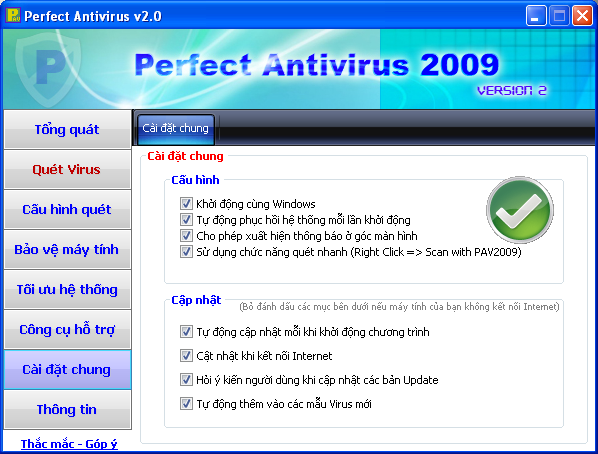 Perfect Antivirus v2.0
P
Perfect Antivirus 2009
VERSION 2
Tổng quát
Quét Virus
Cấu hình quét
Bảo vệ máy tính
Tối ưu hệ thống
Công cụ hỗ trợ
Cài đặt chung
Thông tin
Thắc mắc - Góp ý
Cài đặt chung
Cài đặt chung
Cấu hình
Khởi động cùng Windows
Tự động phục hồi hệ thống mỗi lần khởi động
Cho phép xuất hiện thông báo ở góc màn hình
Sử dụng chức năng quét nhanh (Right Click => Scan with PAV2009)
Cập nhật
(Bỏ đánh dấu các mục bên dưới nếu máy tính của bạn không kết nối Internet)
Tự động cập nhật mỗi khi khởi động chương trình
Cật nhật khi kết nối Internet
Hỏi ý kiến người dùng khi cập nhật các bản Update
Tự động thêm vào các mẫu Virus mới